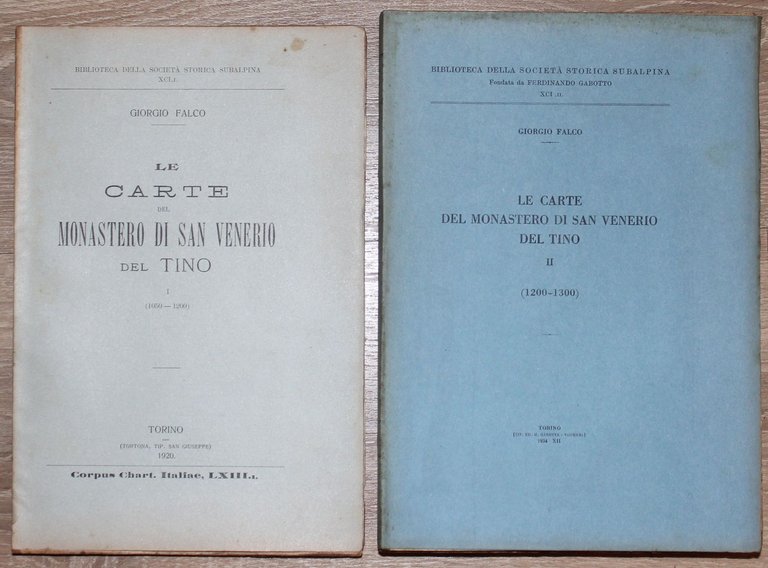 BIBLIOTECA DELLA SOCIETÀ STORICA SUBALPINA
XCI,I.
GIORGIO FALCO
LE
CARTE
DEL
MONASTERO DI SAN VENERIO
DEL TINO
I
(1050 — 1200)
TORINO
(TORTONA, TIP. SAN GIUSEPPE)
1920.
Corpus Chart. Italiae, LXIII,1.
BIBLIOTECA DELLA SOCIETÀ STORICA SUBALPINA
Fondata da FERDINANDO GABOTTO
XCI ,II.
GIORGIO FALCO
LE CARTE
DEL MONASTERO DI SAN VENERIO
DEL TINO
II
(1200-1300)
TORINO
1934 XII